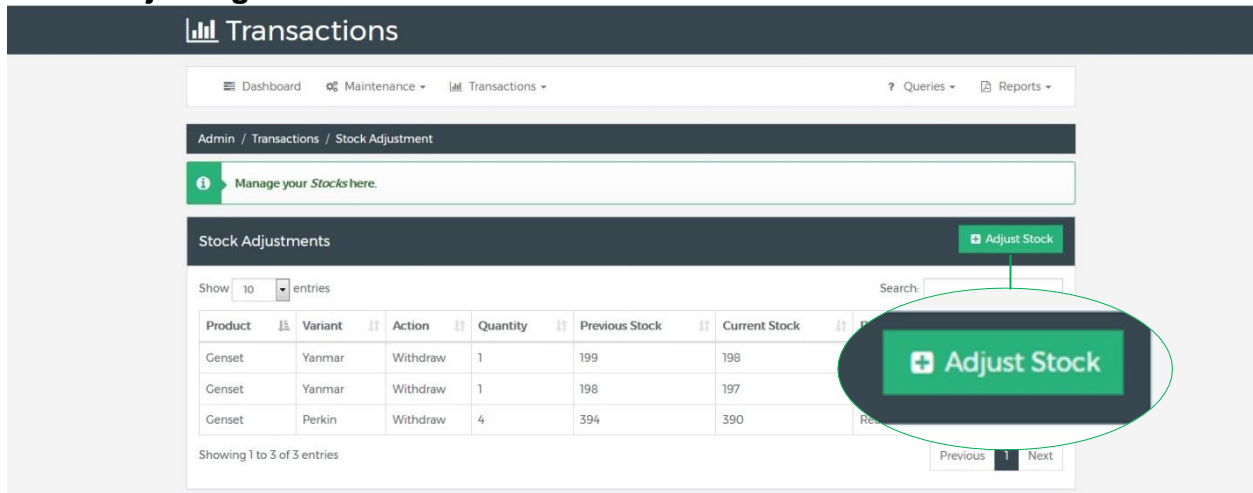 Transactions
Dashboard Maintenance Transactions ? Queries Reports
Admin / Transactions / Stock Adjustment
Manage your Stocks here.
Stock Adjustments Adjust Stock
Show 10 entries Search:
Product Variant Action Quantity Previous Stock Current Stock
Adjust Stock
Genset Yanmar Withdraw 1 199 198
Genset Yanmar Withdraw 1 198 197
Genset Perkin Withdraw 4 394 390
Showing 1 to 3 of 3 entries Previous 1 Next